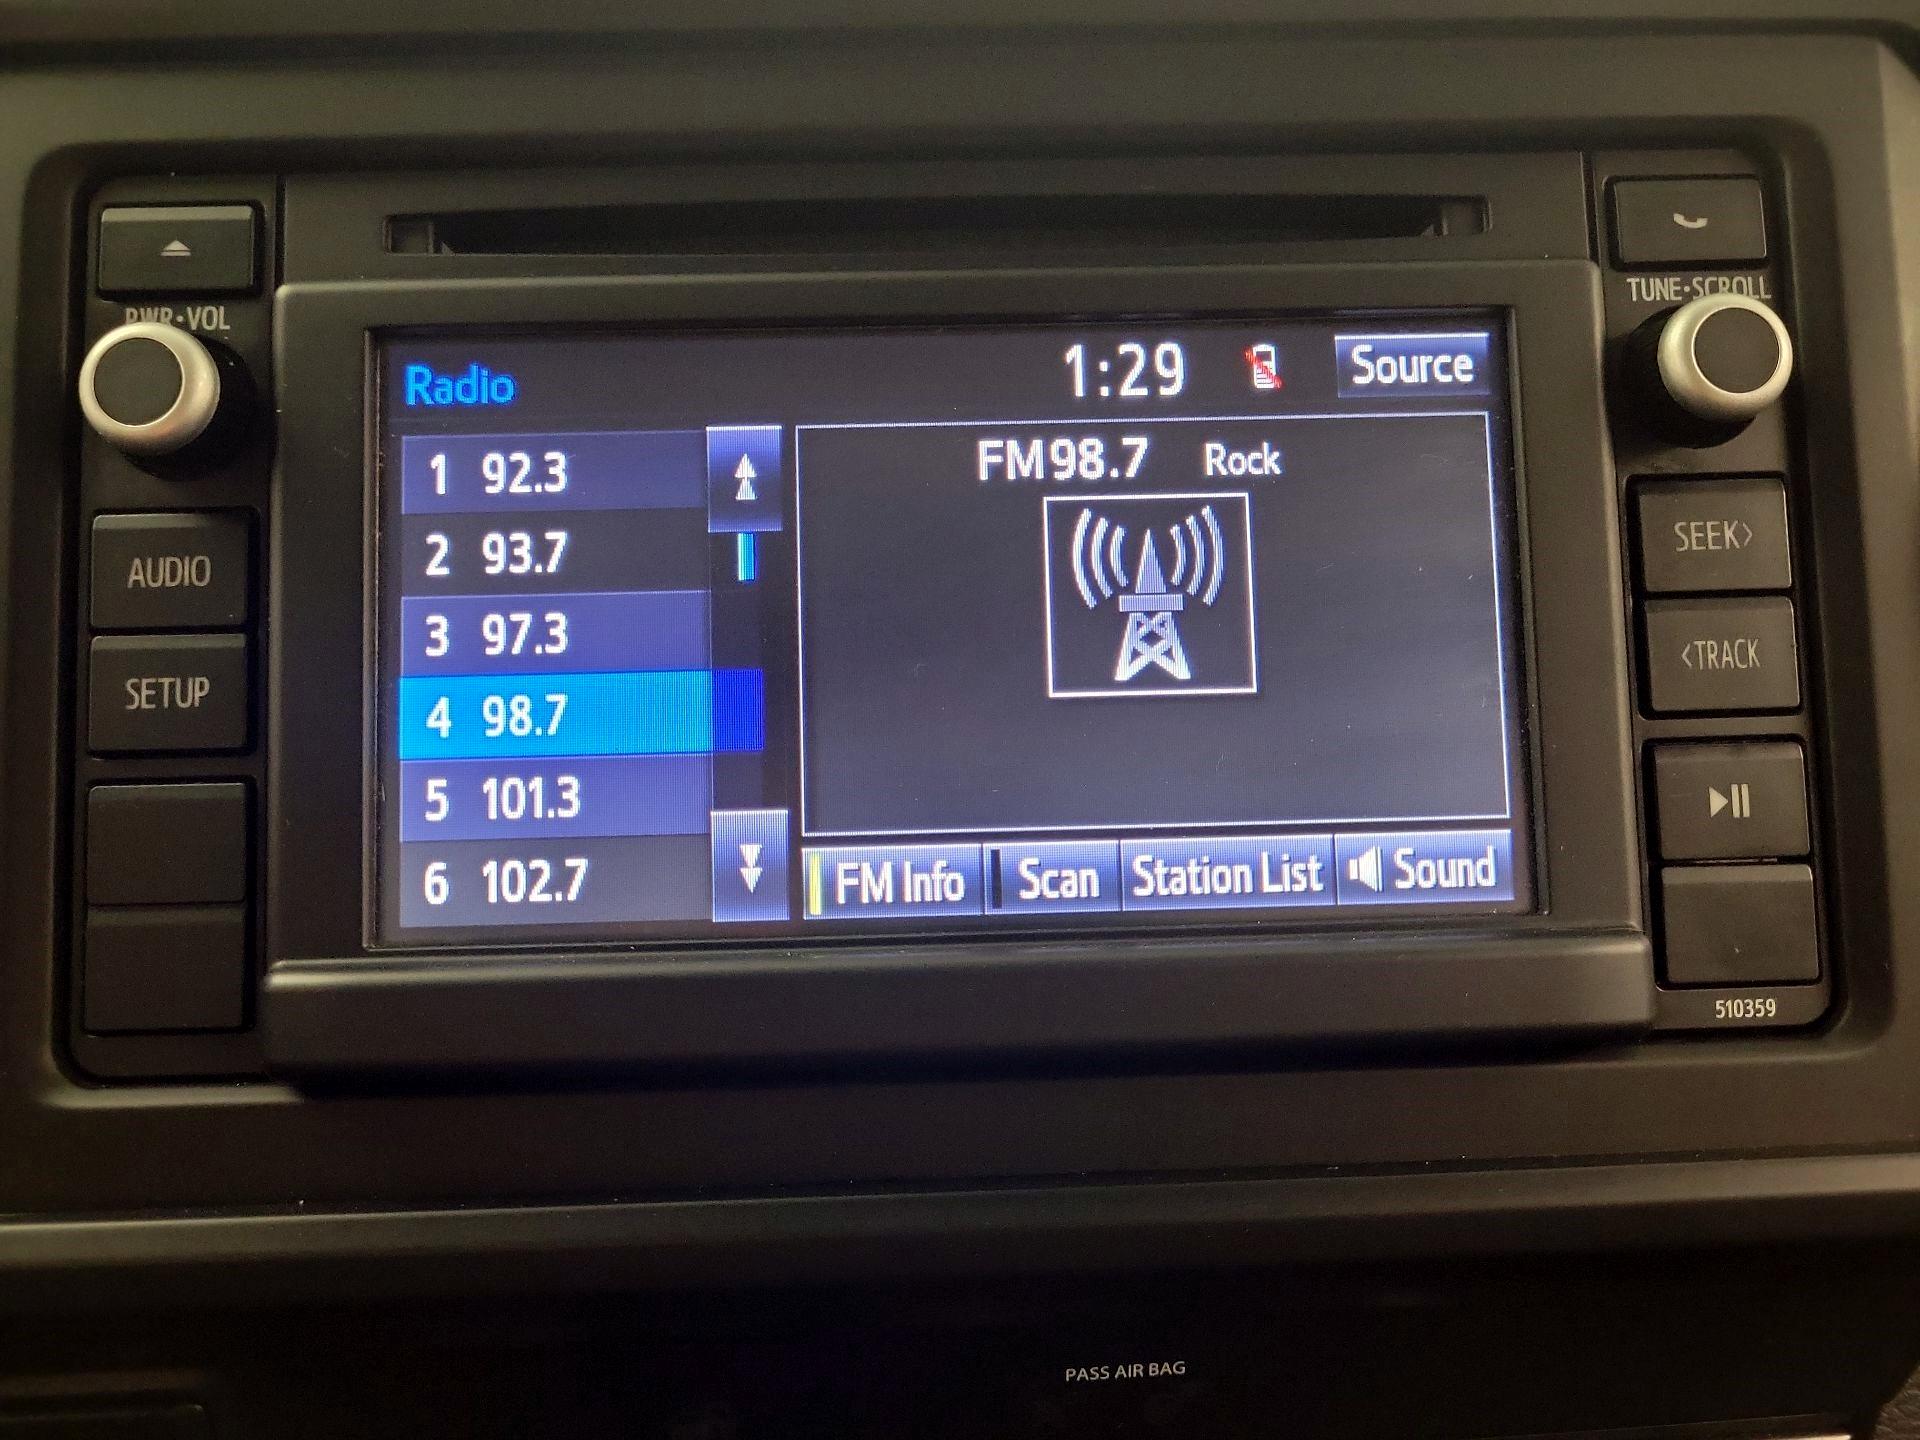 PWR•VOL
TUNE•SCROLL
Radio
1:29
Source
1 92.3
2 93.7
3 97.3
4 98.7
5 101.3
6 102.7
FM98.7 Rock
FM Info
Scan
Station List
Sound
AUDIO
SETUP
SEEK>
<TRACK
510359
PASS AIR BAG